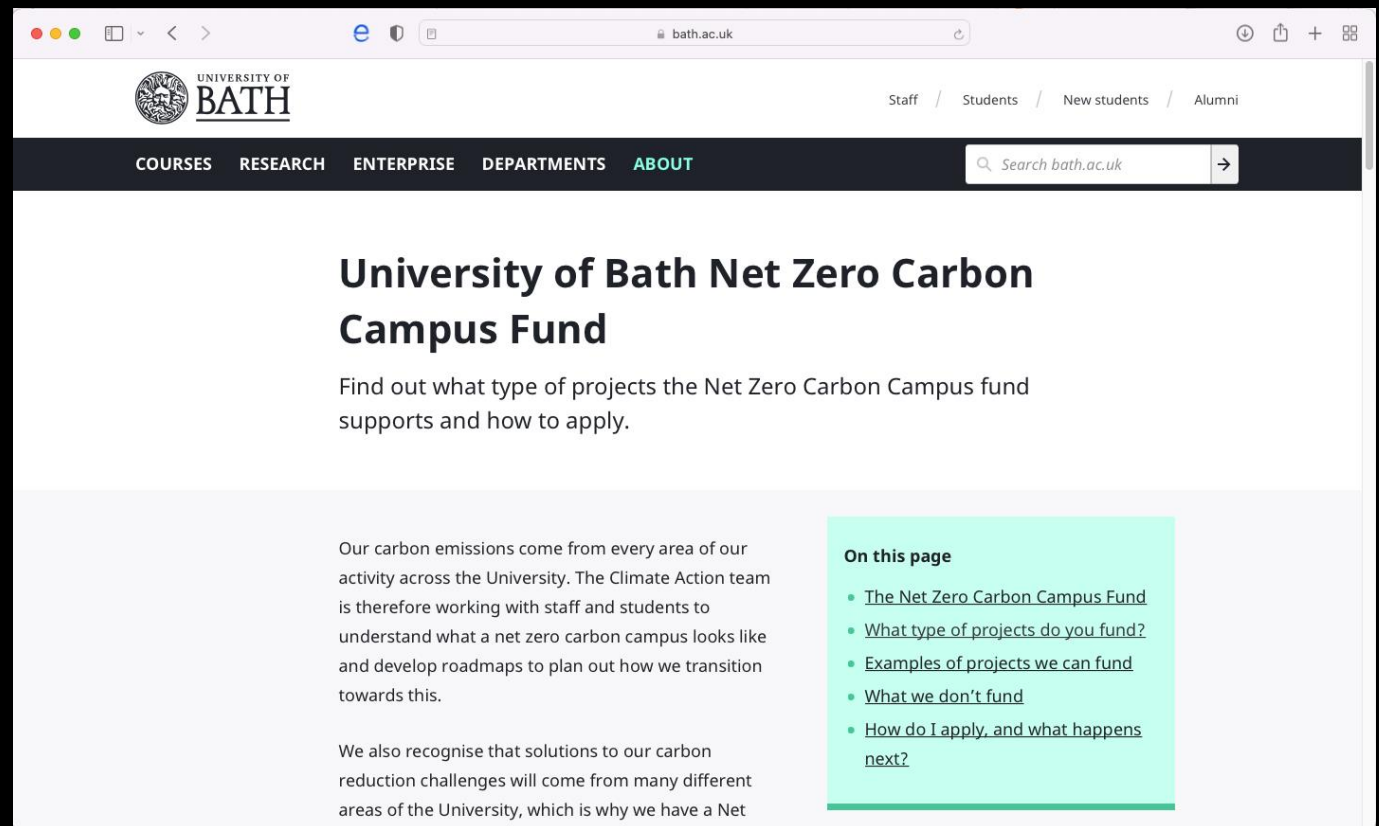 bath.ac.uk
UNIVERSITY OF
BATH
Staff / Students / New students / Alumni
COURSES RESEARCH ENTERPRISE DEPARTMENTS ABOUT
Search bath.ac.uk
University of Bath Net Zero Carbon
Campus Fund
Find out what type of projects the Net Zero Carbon Campus fund
supports and how to apply.
Our carbon emissions come from every area of our
activity across the University. The Climate Action team
is therefore working with staff and students to
understand what a net zero carbon campus looks like
and develop roadmaps to plan out how we transition
towards this.
We also recognise that solutions to our carbon
reduction challenges will come from many different
areas of the University, which is why we have a Net
On this page
The Net Zero Carbon Campus Fund
What type of projects do you fund?
Examples of projects we can fund
What we don’t fund
How do I apply, and what happens
next?